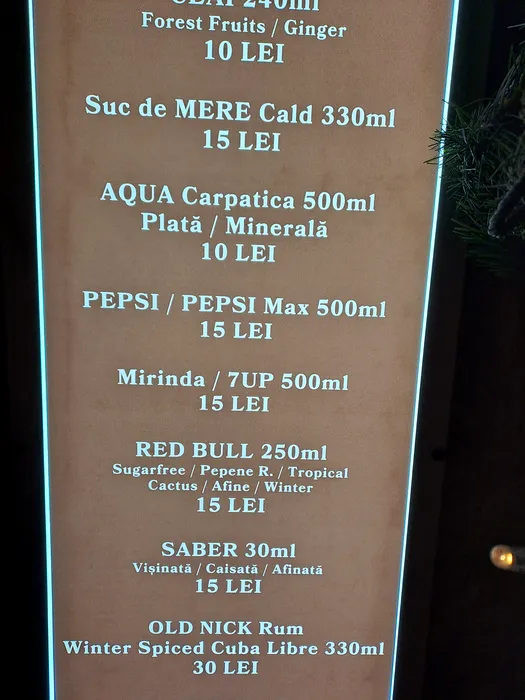 CEAI 240ml
Forest Fruits / Ginger
10 LEI
Suc de MERE Cald 330ml
15 LEI
AQUA Carpatica 500ml
Plată / Minerală
10 LEI
PEPSI / PEPSI Max 500ml
15 LEI
Mirinda / 7UP 500ml
15 LEI
RED BULL 250ml
Sugarfree / Pepene R. / Tropical
Cactus / Afine / Winter
15 LEI
SABER 30ml
Vișinată / Caisată / Afinată
15 LEI
OLD NICK Rum
Winter Spiced Cuba Libre 330ml
30 LEI